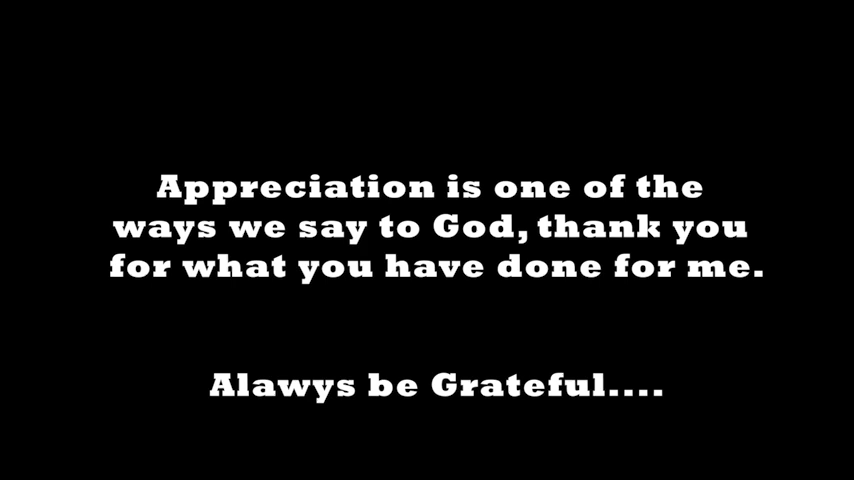 Appreciation is one of the
ways we say to God, thank you
for what you have done for me.
Alawys be Grateful....